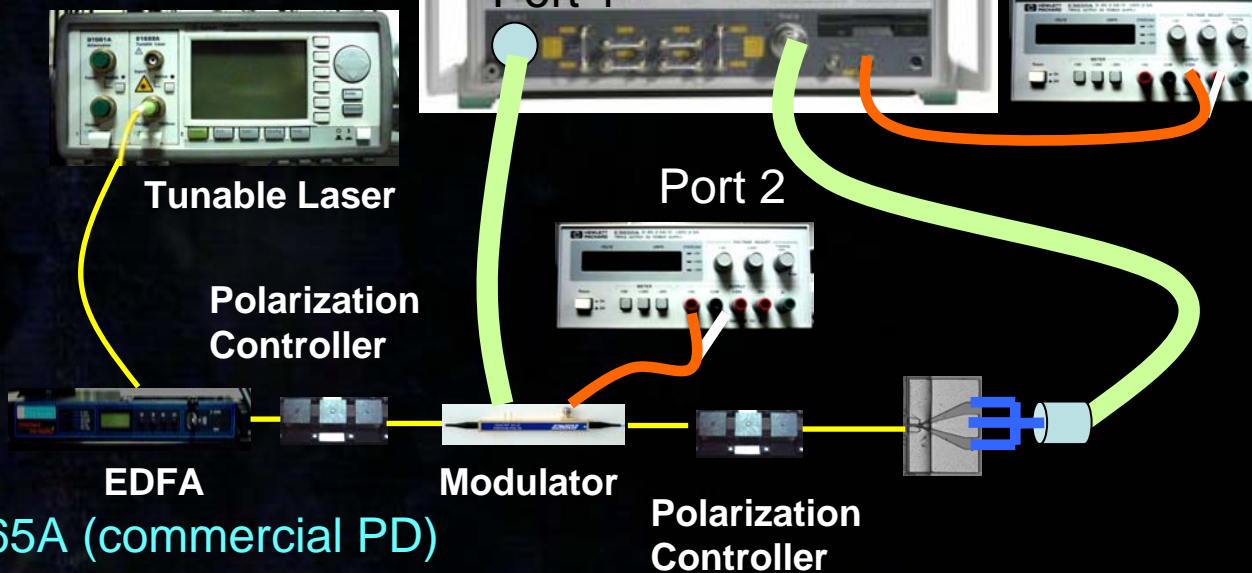 Port 1
Tunable Laser
Port 2
Polarization
Controller
EDFA
Modulator
Polarization
Controller
65A (commercial PD)